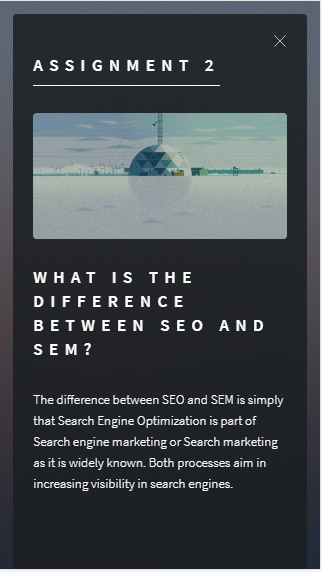 ASSIGNMENT 2
WHAT IS THE
DIFFERENCE
BETWEEN SEO AND
SEM?
The difference between SEO and SEM is simply
that Search Engine Optimization is part of
Search engine marketing or Search marketing
as it is widely known. Both processes aim in
increasing visibility in search engines.